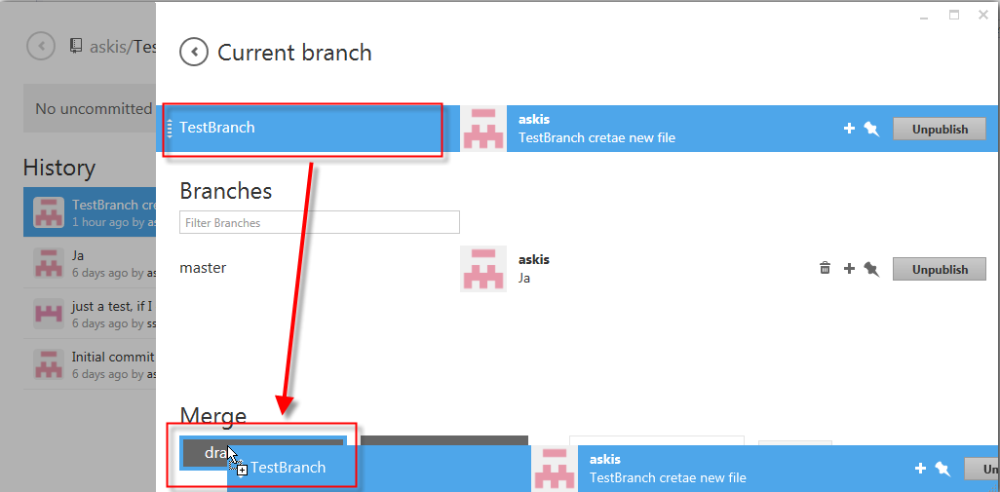 askis/Tes
Current branch
No uncommitted
TestBranch
askis
TestBranch cretae new file
Unpublish
History
Branches
Filter Branches
TestBranch cre
1 hour ago by as
master
askis
Ja
Unpublish
Ja
6 days ago by as
just a test, if I
6 days ago by ss
Initial commit
6 days ago by as
Merge
dra
TestBranch
askis
TestBranch cretae new file
Un